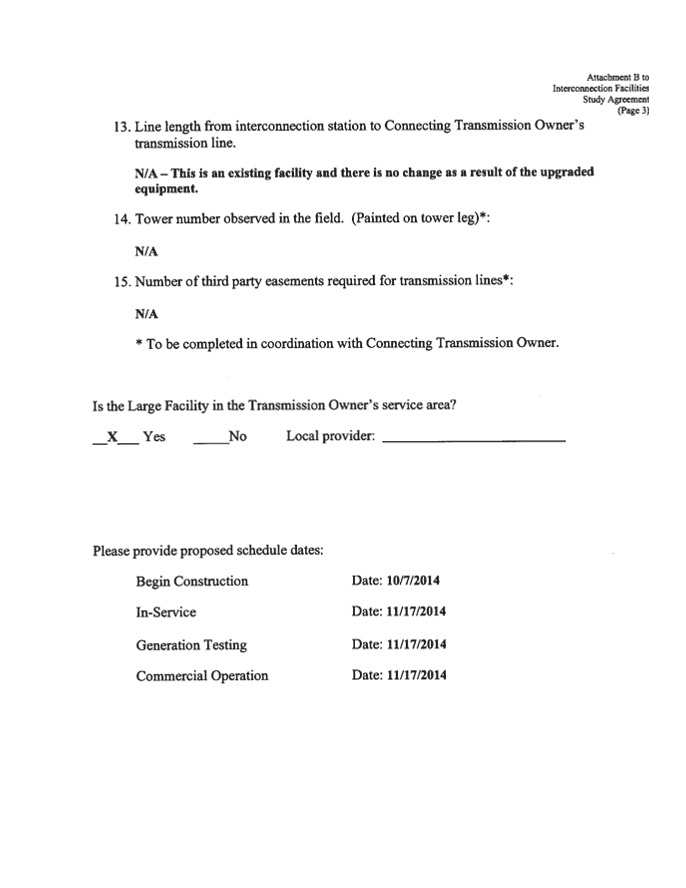 Attachment B to
Interconnection Facilities
Study Agreement
(Page 3)
13. Line length from interconnection station to Connecting Transmission Owner's
transmission line.
N/A – This is an existing facility and there is no change as a result of the upgraded
equipment.
14. Tower number observed in the field. (Painted on tower leg)*:
N/A
15. Number of third party easements required for transmission lines*:
N/A
* To be completed in coordination with Connecting Transmission Owner.
Is the Large Facility in the Transmission Owner's service area?
__X___ Yes _____No Local provider: _________________________
Please provide proposed schedule dates:
Begin Construction Date: 10/7/2014
In-Service Date: 11/17/2014
Generation Testing Date: 11/17/2014
Commercial Operation Date: 11/17/2014